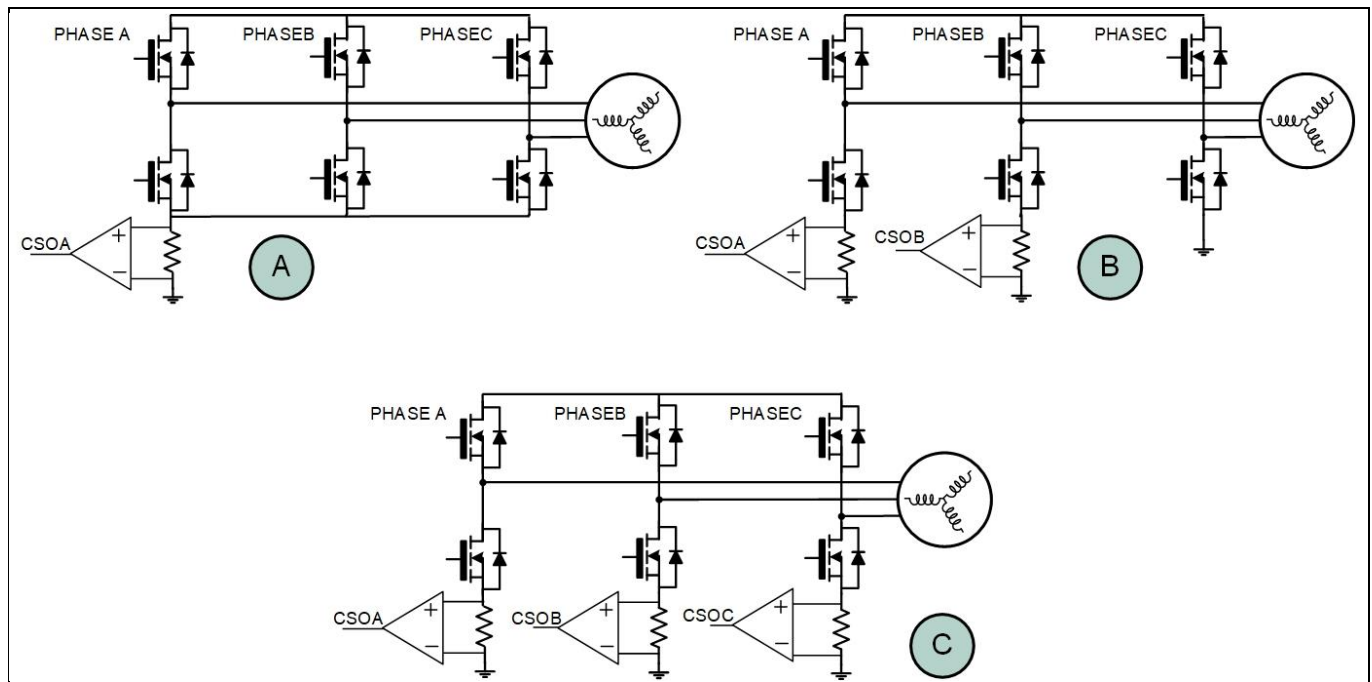 PHASE A PHASEB PHASEC
CSOA
+
−
A
PHASE A PHASEB PHASEC
CSOA
+
−
CSOB
+
−
B
PHASE A PHASEB PHASEC
CSOA
+
−
CSOB
+
−
CSOC
+
−
C